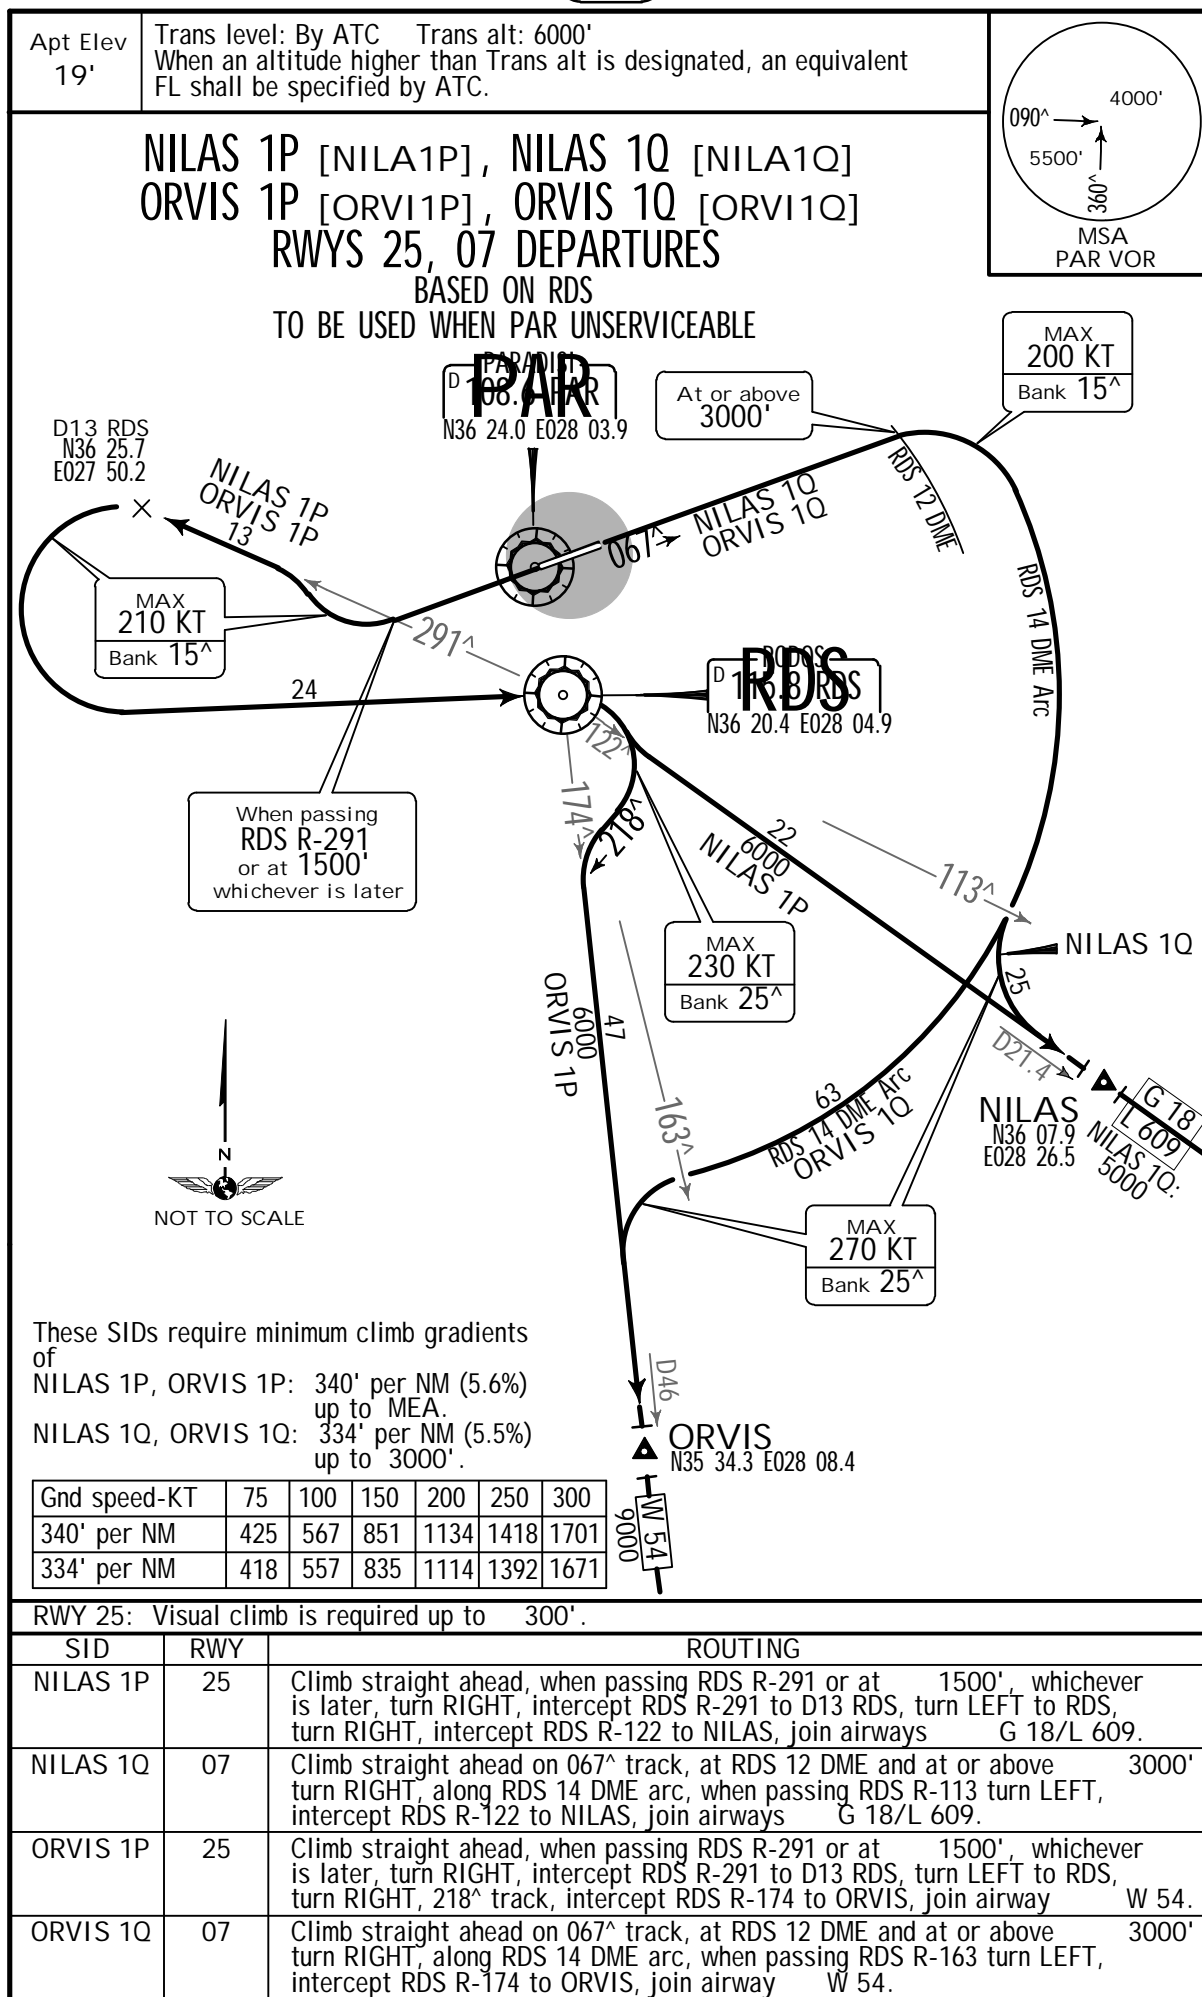 Apt Elev
19'
Trans level: By ATC Trans alt: 6000'
When an altitude higher than Trans alt is designated, an equivalent
FL shall be specified by ATC.
090^
4000'
5500'
360^
MSA
PAR VOR
NILAS 1P [NILA1P], NILAS 1Q [NILA1Q]
ORVIS 1P [ORVI1P], ORVIS 1Q [ORVI1Q]
RWYS 25, 07 DEPARTURES
BASED ON RDS
TO BE USED WHEN PAR UNSERVICEABLE
MAX
200 KT
Bank 15^
PARADISI
PAR
D 108.6 PAR
N36 24.0 E028 03.9
At or above
3000'
D13 RDS
N36 25.7
E027 50.2
NILAS 1P
ORVIS 1P
13
067^
NILAS 1Q
ORVIS 1Q
RDS 12 DME
RDS 14 DME Arc
MAX
210 KT
Bank 15^
291^
24
RODOS
RDS
D 115.8 RDS
N36 20.4 E028 04.9
122^
174^
218^
When passing
RDS R-291
or at 1500'
whichever is later
22
6000
NILAS 1P
113^
NILAS 1Q
25
MAX
230 KT
Bank 25^
47
6000
ORVIS 1P
163^
63
RDS 14 DME Arc
ORVIS 1Q
D21.4
NILAS
N36 07.9
E028 26.5
G 18
L 609
NILAS 1Q:
5000
N
NOT TO SCALE
MAX
270 KT
Bank 25^
These SIDs require minimum climb gradients
of
NILAS 1P, ORVIS 1P: 340' per NM (5.6%)
up to MEA.
NILAS 1Q, ORVIS 1Q: 334' per NM (5.5%)
up to 3000'.
D46
ORVIS
N35 34.3 E028 08.4
W 54
9000
Gnd speed-KT 75 100 150 200 250 300
340' per NM 425 567 851 1134 1418 1701
334' per NM 418 557 835 1114 1392 1671
RWY 25: Visual climb is required up to 300'.
SID RWY ROUTING
NILAS 1P 25 Climb straight ahead, when passing RDS R-291 or at 1500', whichever
is later, turn RIGHT, intercept RDS R-291 to D13 RDS, turn LEFT to RDS,
turn RIGHT, intercept RDS R-122 to NILAS, join airways G 18/L 609.
NILAS 1Q 07 Climb straight ahead on 067^ track, at RDS 12 DME and at or above 3000'
turn RIGHT, along RDS 14 DME arc, when passing RDS R-113 turn LEFT,
intercept RDS R-122 to NILAS, join airways G 18/L 609.
ORVIS 1P 25 Climb straight ahead, when passing RDS R-291 or at 1500', whichever
is later, turn RIGHT, intercept RDS R-291 to D13 RDS, turn LEFT to RDS,
turn RIGHT, 218^ track, intercept RDS R-174 to ORVIS, join airway W 54.
ORVIS 1Q 07 Climb straight ahead on 067^ track, at RDS 12 DME and at or above 3000'
turn RIGHT, along RDS 14 DME arc, when passing RDS R-163 turn LEFT,
intercept RDS R-174 to ORVIS, join airway W 54.